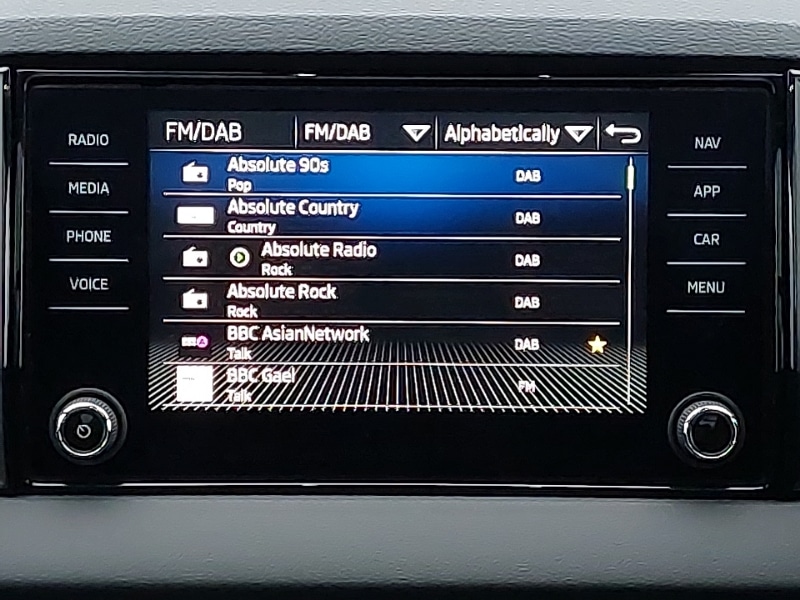 FM/DAB FM/DAB Alphabetically
RADIO
MEDIA
PHONE
VOICE
Absolute 90s DAB
Pop
Absolute Country DAB
Country
Absolute Radio DAB
Rock
Absolute Rock DAB
Rock
BBC AsianNetwork DAB
Talk
BBC Gael FM
Talk
NAV
APP
CAR
MENU